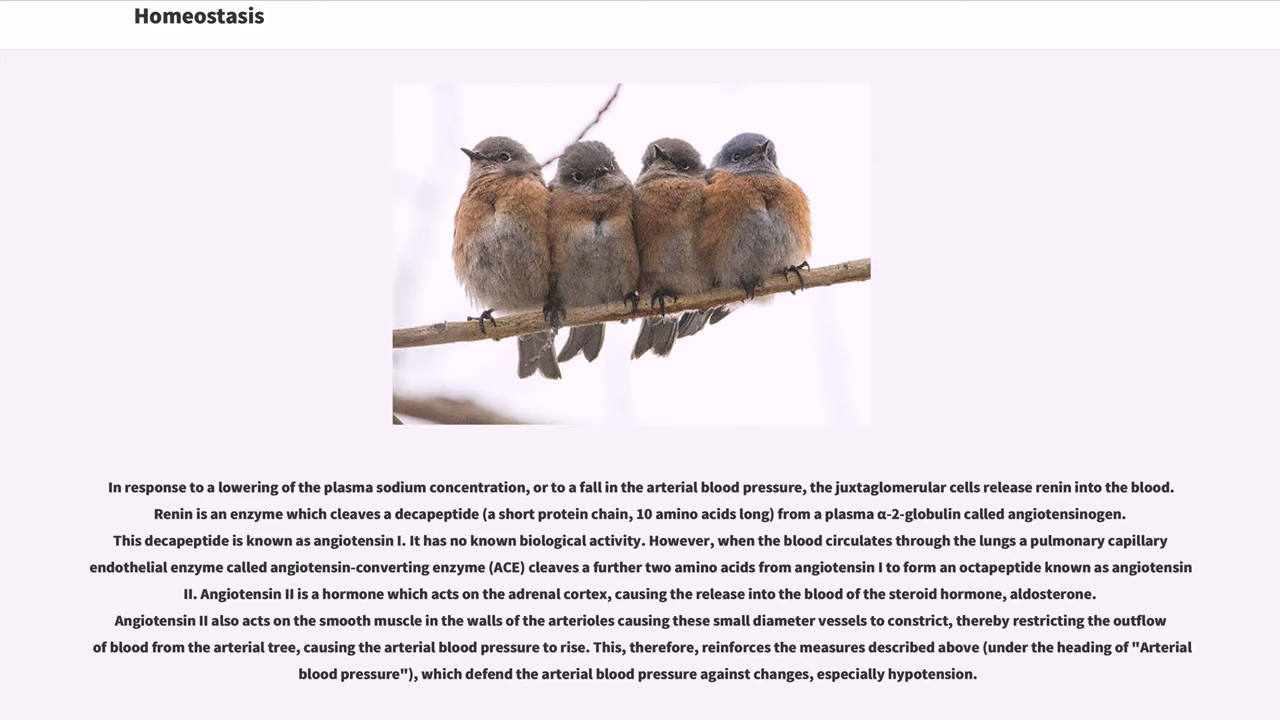 Homeostasis
In response to a lowering of the plasma sodium concentration, or to a fall in the arterial blood pressure, the juxtaglomerular cells release renin into the blood.
Renin is an enzyme which cleaves a decapeptide (a short protein chain, 10 amino acids long) from a plasma α-2-globulin called angiotensinogen.
This decapeptide is known as angiotensin I. It has no known biological activity. However, when the blood circulates through the lungs a pulmonary capillary
endothelial enzyme called angiotensin-converting enzyme (ACE) cleaves a further two amino acids from angiotensin I to form an octapeptide known as angiotensin
II. Angiotensin II is a hormone which acts on the adrenal cortex, causing the release into the blood of the steroid hormone, aldosterone.
Angiotensin II also acts on the smooth muscle in the walls of the arterioles causing these small diameter vessels to constrict, thereby restricting the outflow
of blood from the arterial tree, causing the arterial blood pressure to rise. This, therefore, reinforces the measures described above (under the heading of "Arterial
blood pressure"), which defend the arterial blood pressure against changes, especially hypotension.